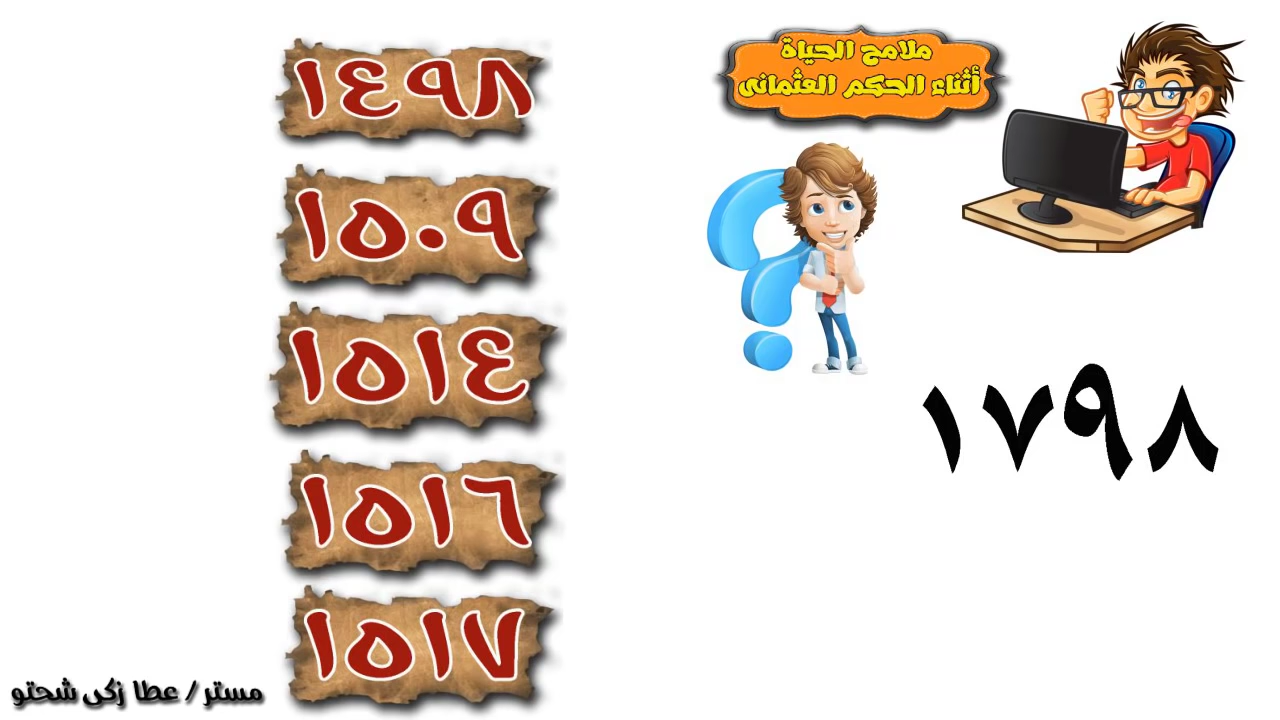 ملامح الحياة
أثناء الحكم العثمانى
١٤٩٨
١٥٠٩
١٥١٤
١٥١٦
١٥١٧
١٧٩٨
مستر / عطا زكى شحتو